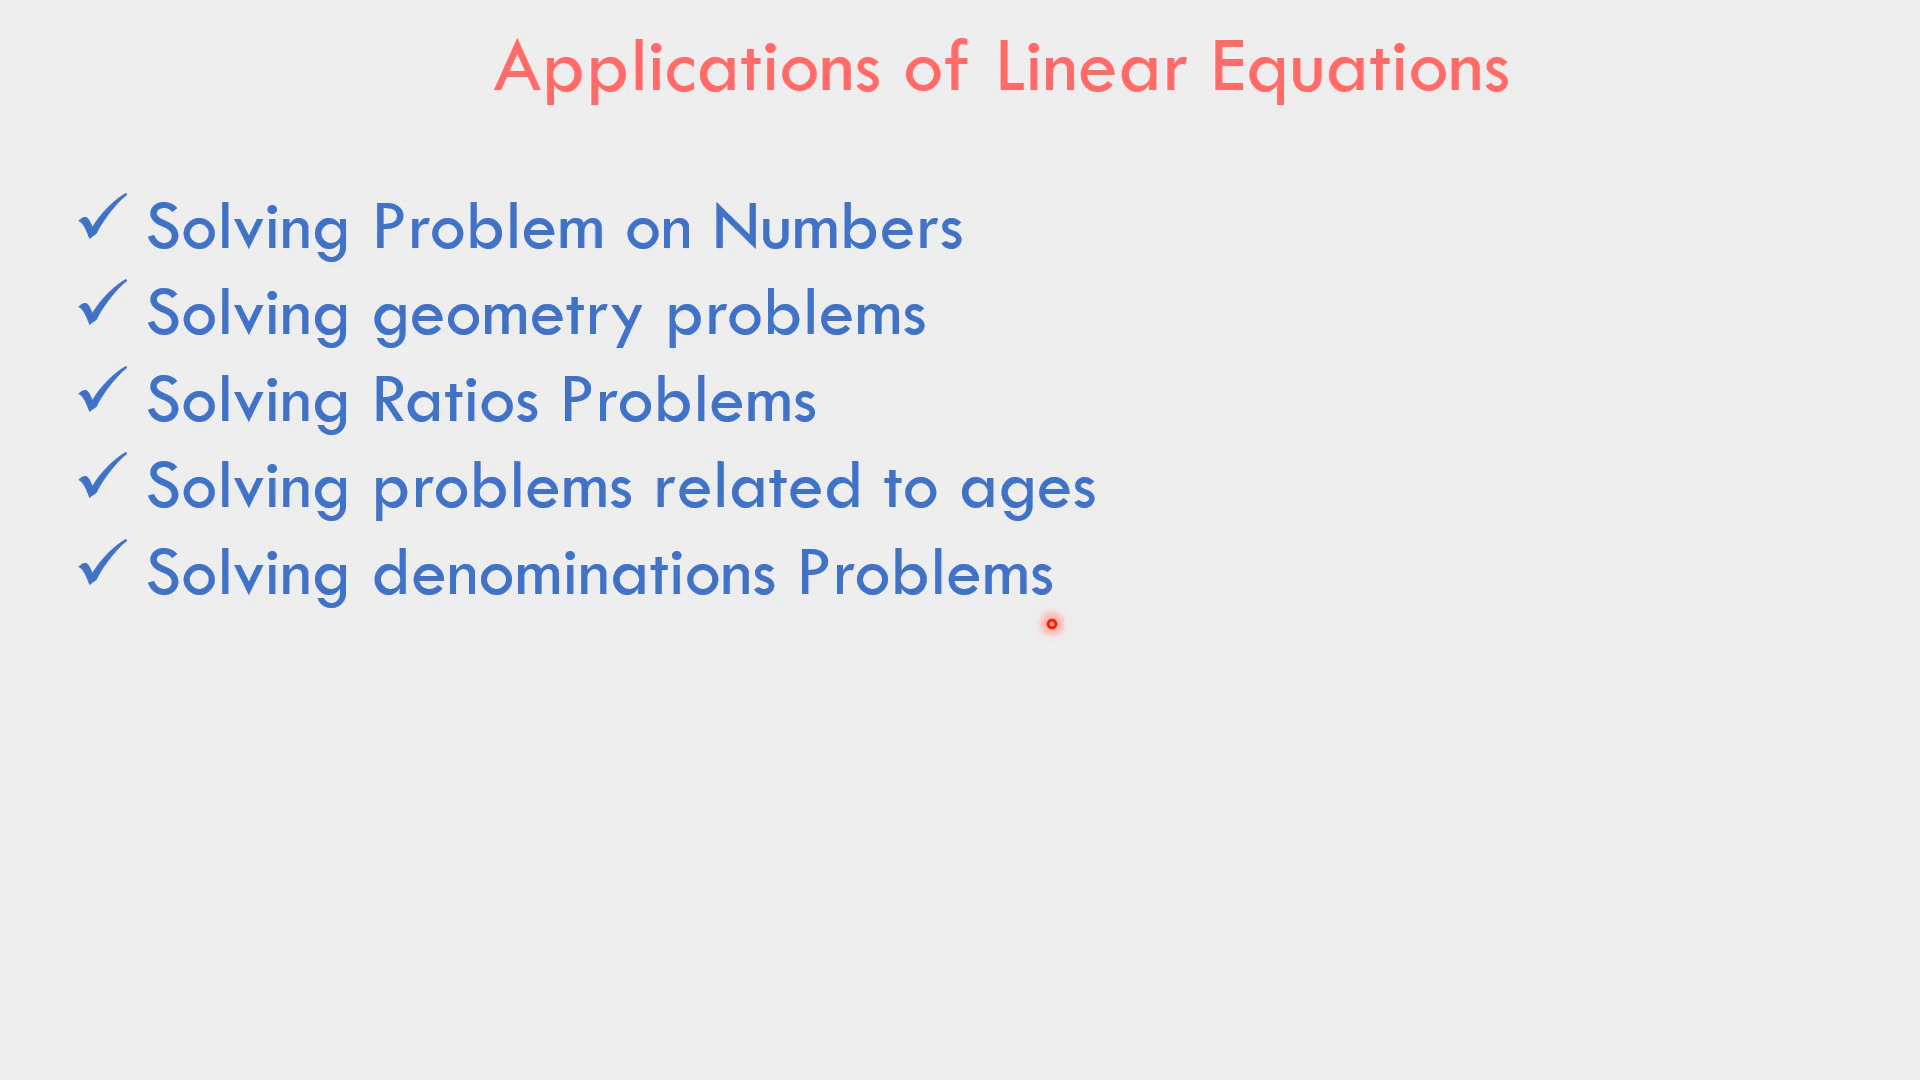 Applications of Linear Equations
✓ Solving Problem on Numbers
✓ Solving geometry problems
✓ Solving Ratios Problems
✓ Solving problems related to ages
✓ Solving denominations Problems